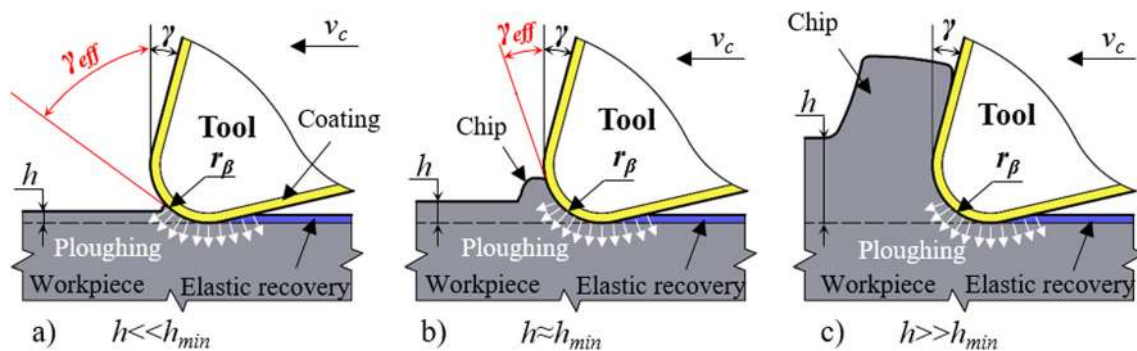 γeff
γ
vc
Tool
Coating
rβ
h
Ploughing
Workpiece
Elastic recovery
a)
h<<hmin
γeff
γ
vc
Chip
Tool
rβ
h
Ploughing
Workpiece
Elastic recovery
b)
h≈hmin
Chip
γ
vc
Tool
rβ
h
Ploughing
Workpiece
Elastic recovery
c)
h>>hmin